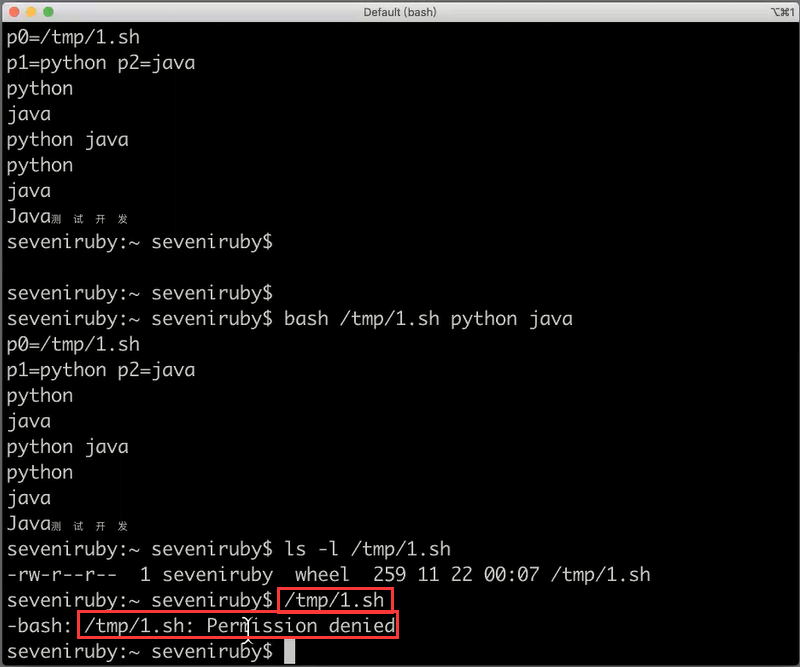 Default (bash)
⌥⌘1
p0=/tmp/1.sh
p1=python p2=java
python
java
python java
python
java
Java测试开发
seveniruby:~ seveniruby$
seveniruby:~ seveniruby$
seveniruby:~ seveniruby$ bash /tmp/1.sh python java
p0=/tmp/1.sh
p1=python p2=java
python
java
python java
python
java
Java测试开发
seveniruby:~ seveniruby$ ls -l /tmp/1.sh
-rw-r--r--  1 seveniruby  wheel  259 11 22 00:07 /tmp/1.sh
seveniruby:~ seveniruby$ /tmp/1.sh
-bash: /tmp/1.sh: Permission denied
seveniruby:~ seveniruby$